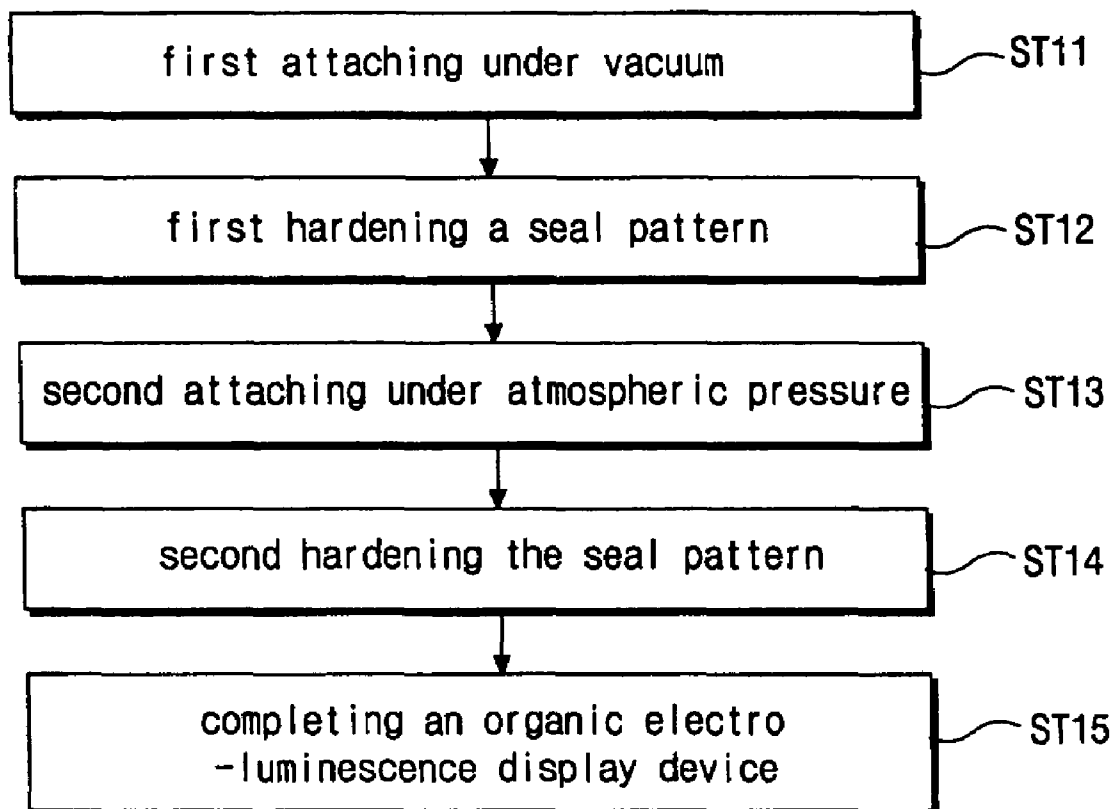 first attaching under vacuum
ST11
first hardening a seal pattern
ST12
second attaching under atmospheric pressure
ST13
second hardening the seal pattern
ST14
completing an organic electro
-luminescence display device
ST15